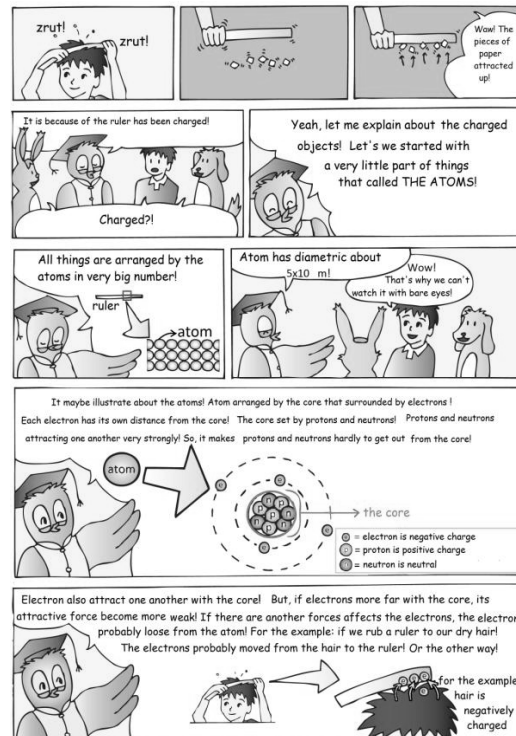 zrut!
zrut!
Waw! The
pieces of
paper
attracted
up!
It is because of the ruler has been charged!
Charged?!
Yeah, let me explain about the charged
objects! Let's we started with
a very little part of things
that called THE ATOMS!
All things are arranged by the
atoms in very big number!
ruler
atom
Atom has diametric about
5x10 m!
Wow!
That's why we can't
watch it with bare eyes!
It maybe illustrate about the atoms! Atom arranged by the core that surrounded by electrons !
Each electron has its own distance from the core! The core set by protons and neutrons! Protons and neutrons
attracting one another very strongly! So, it makes protons and neutrons hardly to get out from the core!
atom
e
e
e
e
n
p
n
p
n
p
n
p
the core
e = electron is negative charge
p = proton is positive charge
n = neutron is neutral
Electron also attract one another with the core! But, if electrons more far with the core, its
attractive force become more weak! If there are another forces affects the electrons, the electron
probably loose from the atom! For the example: if we rub a ruler to our dry hair!
The electrons probably moved from the hair to the ruler! Or the other way!
for the example
hair is
negatively
charged